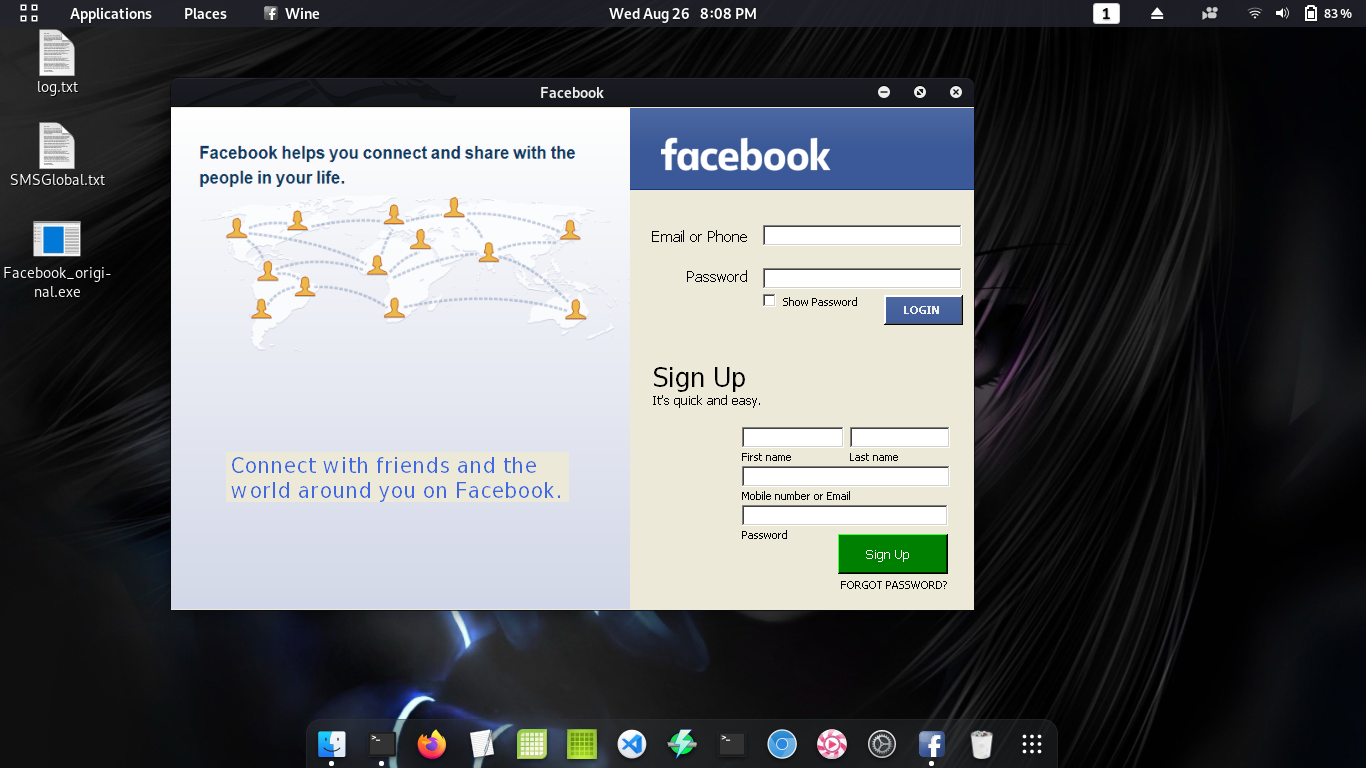 Applications Places Wine Wed Aug 26 8:08 PM 1 83 %
log.txt
SMSGlobal.txt
Facebook_origi-
nal.exe
Facebook
Facebook helps you connect and share with the
people in your life.
Connect with friends and the
world around you on Facebook.
facebook
Email or Phone
Password
Show Password
LOGIN
Sign Up
It's quick and easy.
First name Last name
Mobile number or Email
Password
Sign Up
FORGOT PASSWORD?